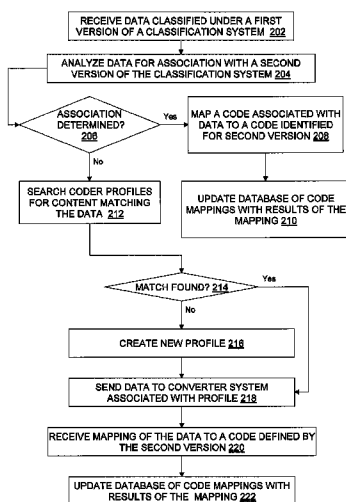 RECEIVE DATA CLASSIFIED UNDER A FIRST
VERSION OF A CLASSIFICATION SYSTEM 202
ANALYZE DATA FOR ASSOCIATION WITH A SECOND
VERSION OF THE CLASSIFICATION SYSTEM 204
ASSOCIATION
DETERMINED?
206
Yes
MAP A CODE ASSOCIATED WITH
DATA TO A CODE IDENTIFIED
FOR SECOND VERSION 208
No
SEARCH CODER PROFILES
FOR CONTENT MATCHING
THE DATA 212
UPDATE DATABASE OF CODE
MAPPINGS WITH RESULTS OF THE
MAPPING 210
MATCH FOUND? 214
Yes
No
CREATE NEW PROFILE 216
SEND DATA TO CONVERTER SYSTEM
ASSOCIATED WITH PROFILE 218
RECEIVE MAPPING OF THE DATA TO A CODE DEFINED BY
THE SECOND VERSION 220
UPDATE DATABASE OF CODE MAPPINGS WITH
RESULTS OF THE MAPPING 222